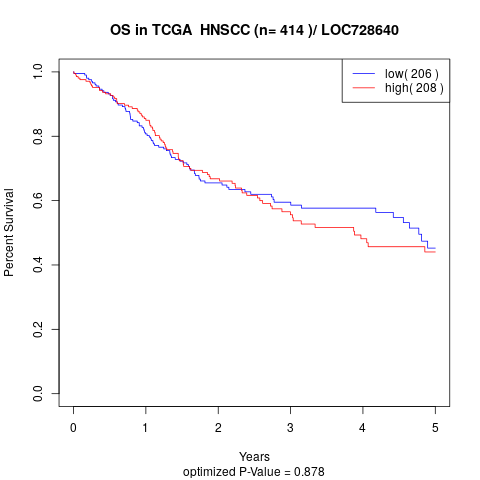 OS in TCGA  HNSCC (n= 414 )/ LOC728640
low( 206 )
high( 208 )
Percent Survival
1.0
0.8
0.6
0.4
0.2
0.0
0 1 2 3 4 5
Years
optimized P-Value = 0.878